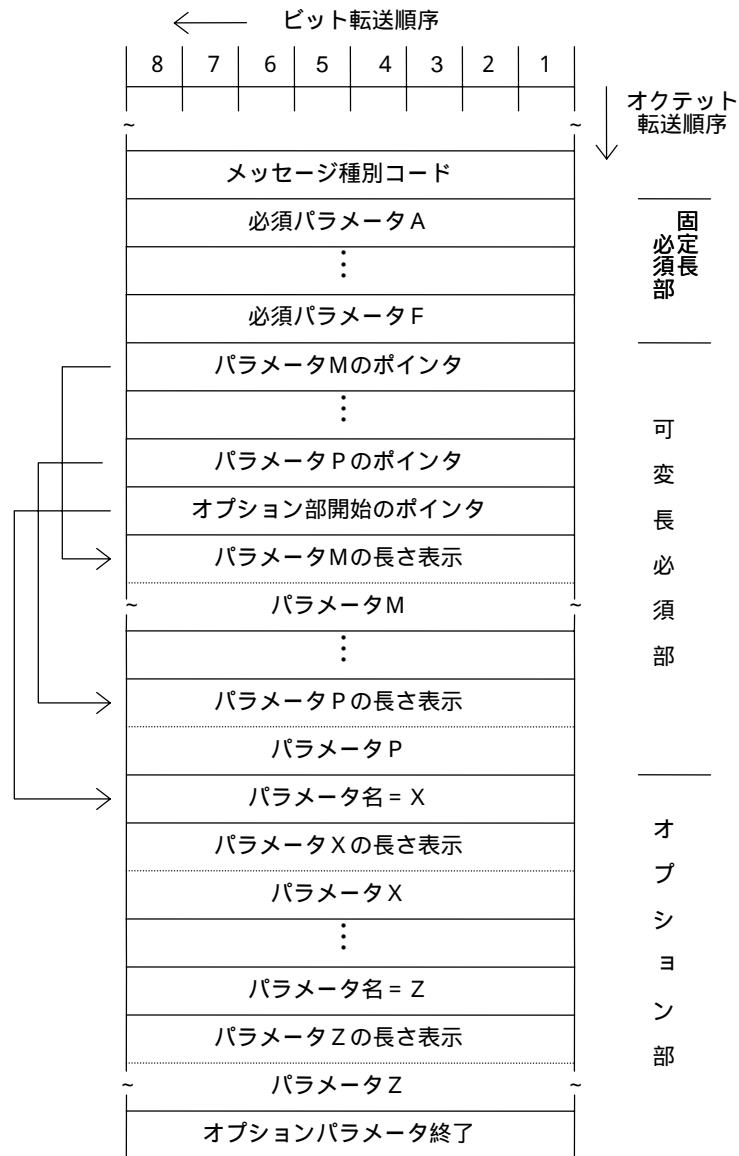 ビット転送順序
8 7 6 5 4 3 2 1
オクテット
転送順序
メッセージ種別コード
必須パラメータA
⋮
必須パラメータF
固定長
必須部
パラメータMのポインタ
⋮
パラメータPのポインタ
オプション部開始のポインタ
パラメータMの長さ表示
パラメータM
⋮
パラメータPの長さ表示
パラメータP
可変長必須部
パラメータ名= X
パラメータXの長さ表示
パラメータX
⋮
パラメータ名= Z
パラメータZの長さ表示
パラメータZ
オプションパラメータ終了
オプション部